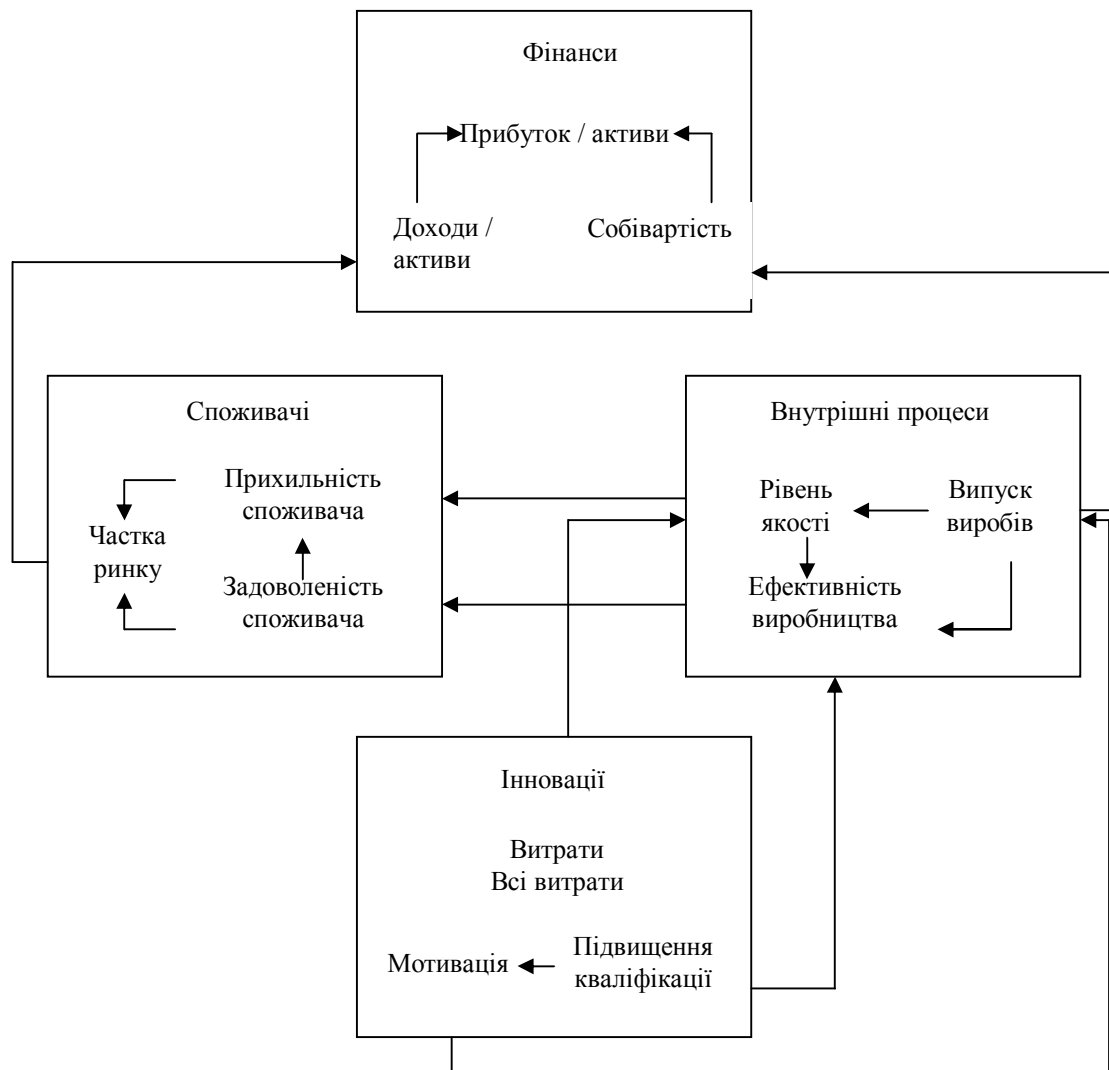 Фінанси
Прибуток / активи
Доходи /
активи
Собівартість
Споживачі
Прихильність
споживача
Частка
ринку
Задоволеність
споживача
Внутрішні процеси
Рівень
якості
Випуск
виробів
Ефективність
виробництва
Інновації
Витрати
Всі витрати
Мотивація
Підвищення
кваліфікації